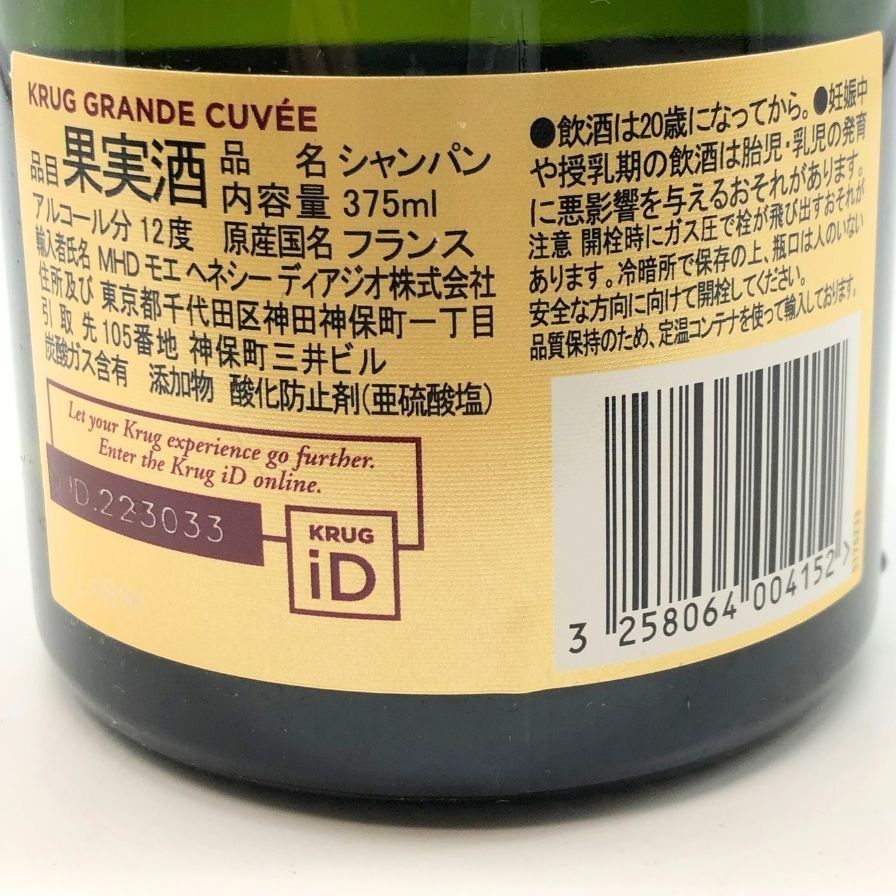 KRUG GRANDE CUVÉE
品目 果実酒 品名 シャンパン
内容量 375ml
アルコール分 12度 原産国名 フランス
輸入者氏名 MHD モエ ヘネシー ディアジオ株式会社
住所及び 東京都千代田区神田神保町一丁目
引取先 105番地 神保町三井ビル
炭酸ガス含有 添加物 酸化防止剤(亜硫酸塩)
Let your Krug experience go further.
Enter the Krug iD online.
ID.223033
KRUG
iD
●飲酒は20歳になってから。●妊娠中
や授乳期の飲酒は胎児・乳児の発育
に悪影響を与えるおそれがあります。
注意 開栓時にガス圧で栓が飛び出すおそれが
あります。冷暗所で保存の上、瓶口は人のいない
安全な方向に向けて開栓してください。
品質保持のため、定温コンテナを使って輸入しております。
3 258064 004152 >